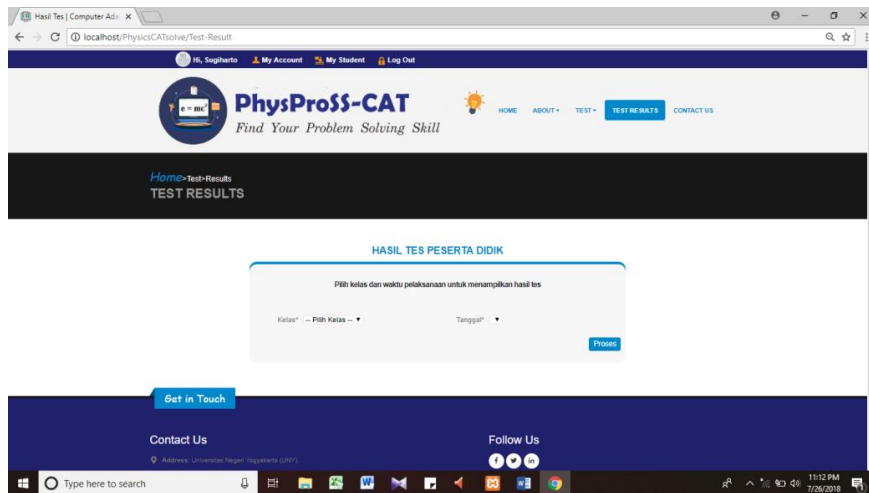 Hasil Tes | Computer Ada
localhost/PhysicsCATsolve/Test-Result
Hi, Sugiharto My Account My Student Log Out
e = mc²
PhysProSS-CAT
Find Your Problem Solving Skill
HOME ABOUT TEST TEST RESULTS CONTACT US
Home>Test>Results
TEST RESULTS
HASIL TES PESERTA DIDIK
Pilih kelas dan waktu pelaksanaan untuk menampilkan hasil tes
Kelas* -- Pilih Kelas -- Tanggal*
Proses
Get in Touch
Contact Us Follow Us
Address: Universitas Negeri Yogyakarta (UNY).
Type here to search
11:12 PM
7/26/2018